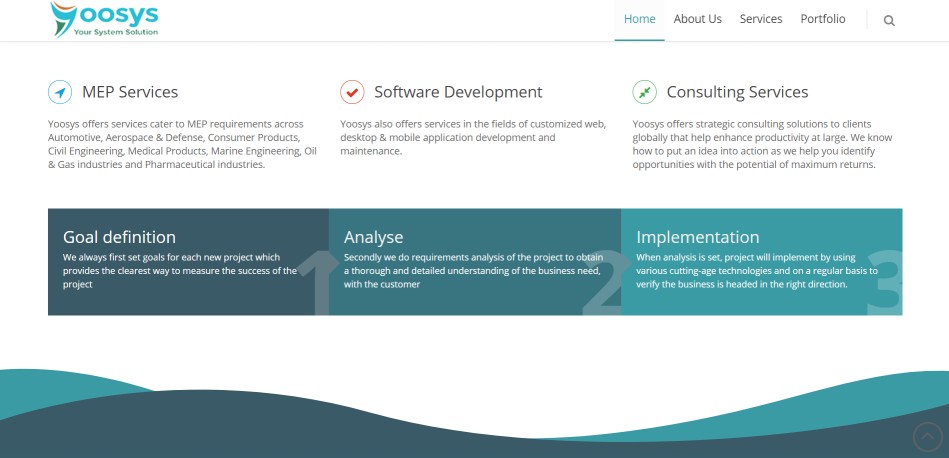 Yoosys
Your System Solution
Home
About Us
Services
Portfolio
MEP Services
Yoosys offers services cater to MEP requirements across
Automotive, Aerospace & Defense, Consumer Products,
Civil Engineering, Medical Products, Marine Engineering, Oil
& Gas industries and Pharmaceutical industries.
Software Development
Yoosys also offers services in the fields of customized web,
desktop & mobile application development and
maintenance.
Consulting Services
Yoosys offers strategic consulting solutions to clients
globally that help enhance productivity at large. We know
how to put an idea into action as we help you identify
opportunities with the potential of maximum returns.
Goal definition
We always first set goals for each new project which
provides the clearest way to measure the success of the
project
1
Analyse
Secondly we do requirements analysis of the project to obtain
a thorough and detailed understanding of the business need,
with the customer
2
Implementation
When analysis is set, project will implement by using
various cutting-age technologies and on a regular basis to
verify the business is headed in the right direction.
3